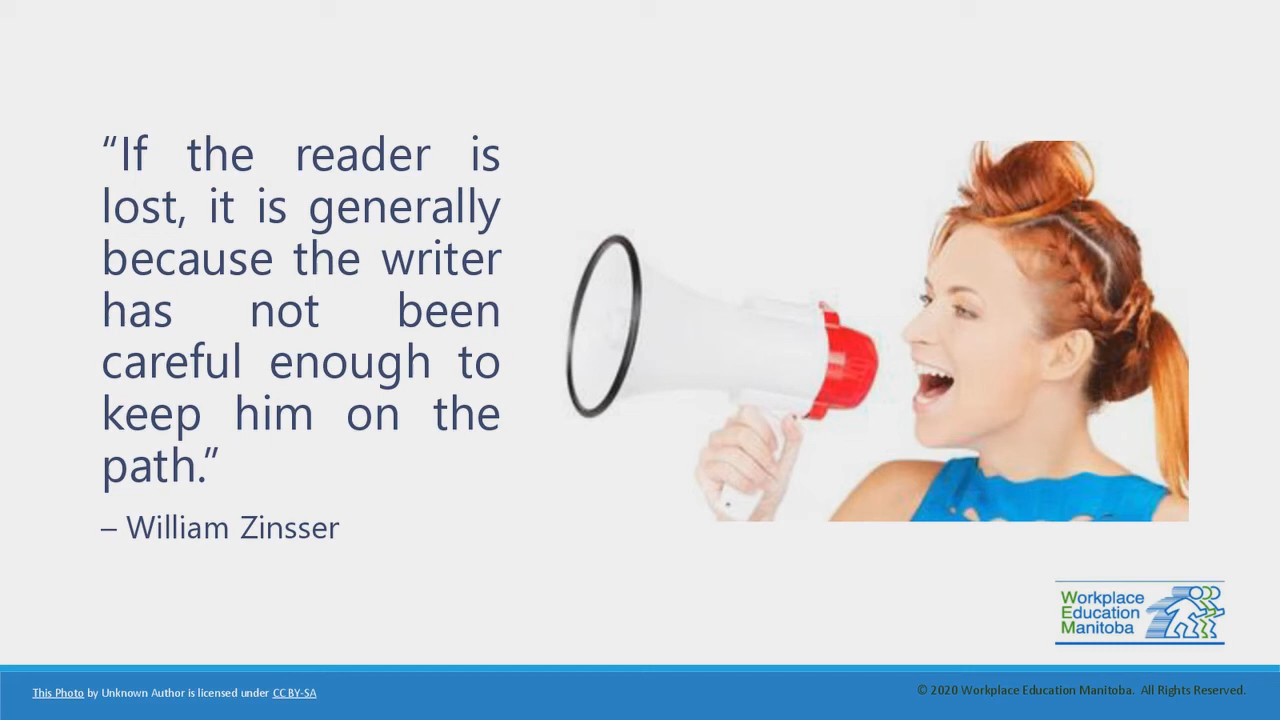 “If the reader is
lost, it is generally
because the writer
has not been
careful enough to
keep him on the
path.”
– William Zinsser
Workplace
Education
Manitoba
This Photo by Unknown Author is licensed under CC BY-SA
© 2020 Workplace Education Manitoba. All Rights Reserved.